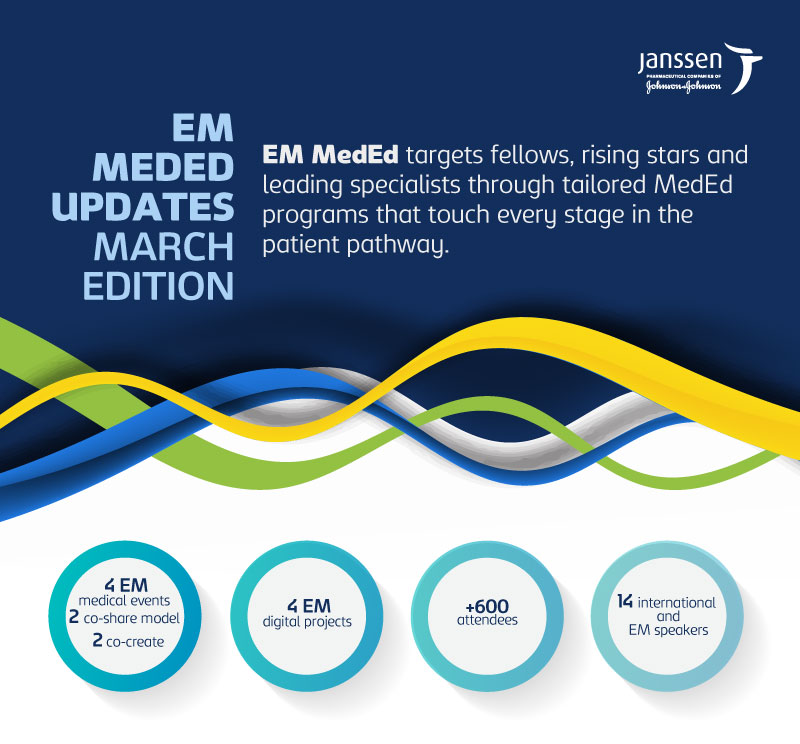 Janssen
PHARMACEUTICAL COMPANIES OF
Johnson & Johnson
EM
MEDED
UPDATES
MARCH
EDITION
EM MedEd targets fellows, rising stars and
leading specialists through tailored MedEd
programs that touch every stage in the
patient pathway.
4 EM
medical events
2 co-share model
2 co-create
4 EM
digital projects
+600
attendees
14 international
and
EM speakers